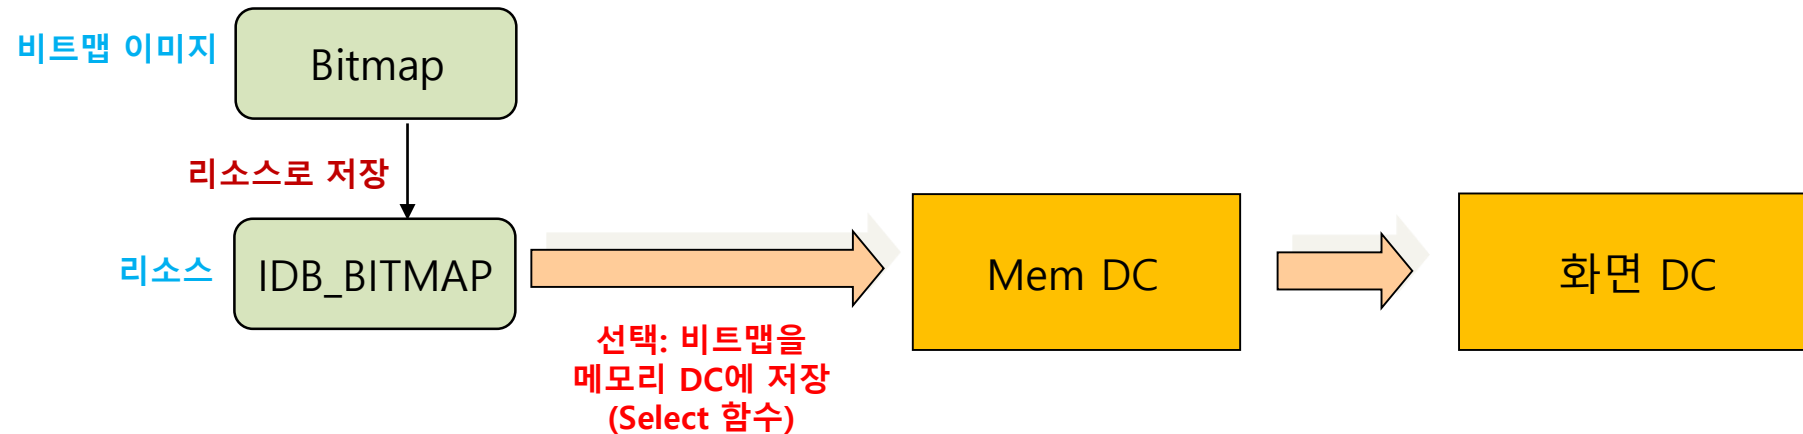 비트맵 이미지
Bitmap
리소스로 저장
리소스
IDB_BITMAP
Mem DC
화면 DC
선택: 비트맵을
메모리 DC에 저장
(Select 함수)